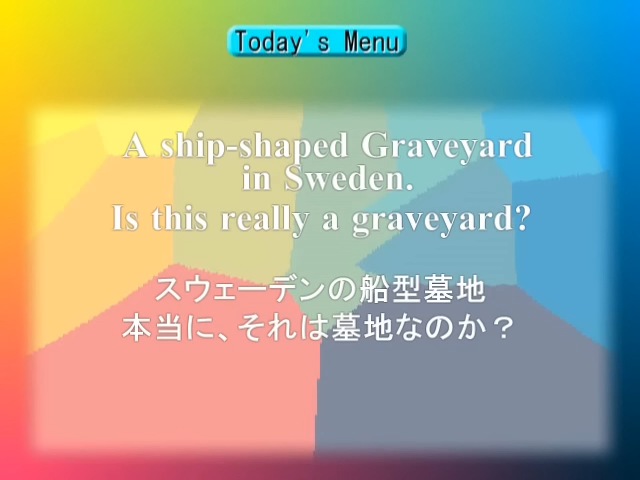 Today's Menu
A ship-shaped Graveyard
in Sweden.
Is this really a graveyard?
スウェーデンの船型墓地
本当に、それは墓地なのか？